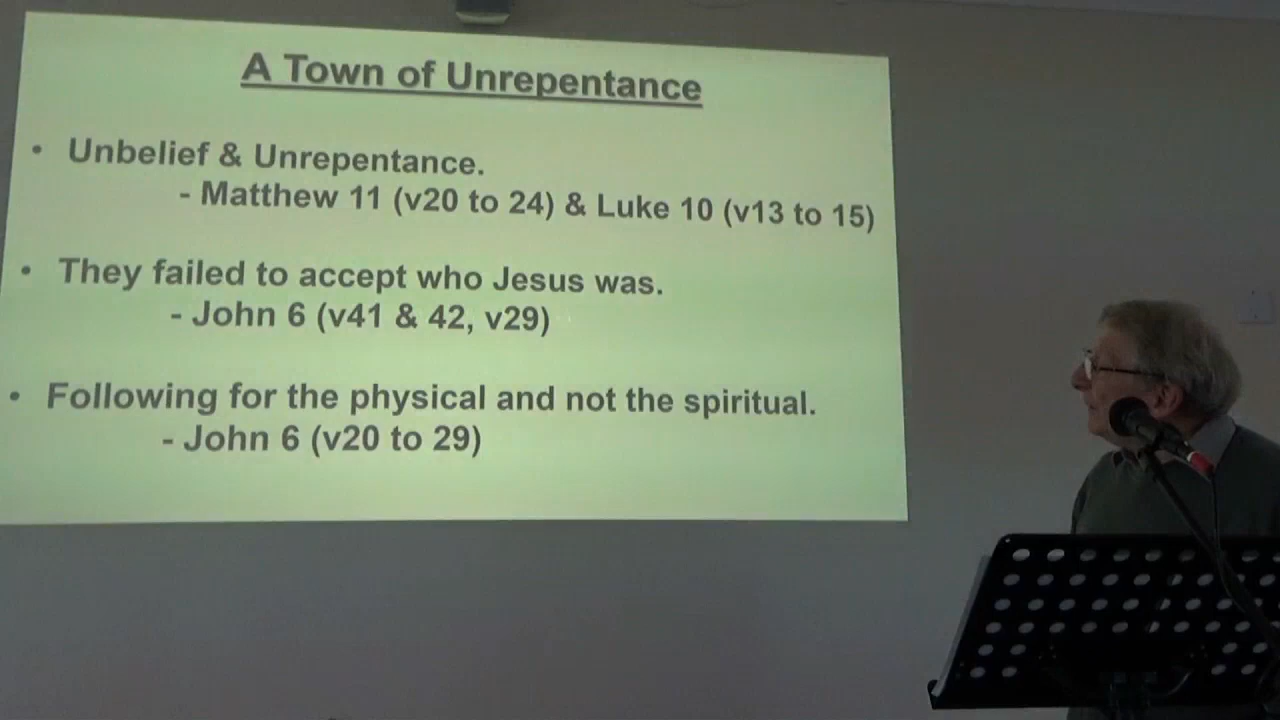 A Town of Unrepentance
• Unbelief & Unrepentance.
- Matthew 11 (v20 to 24) & Luke 10 (v13 to 15)
• They failed to accept who Jesus was.
- John 6 (v41 & 42, v29)
• Following for the physical and not the spiritual.
- John 6 (v20 to 29)